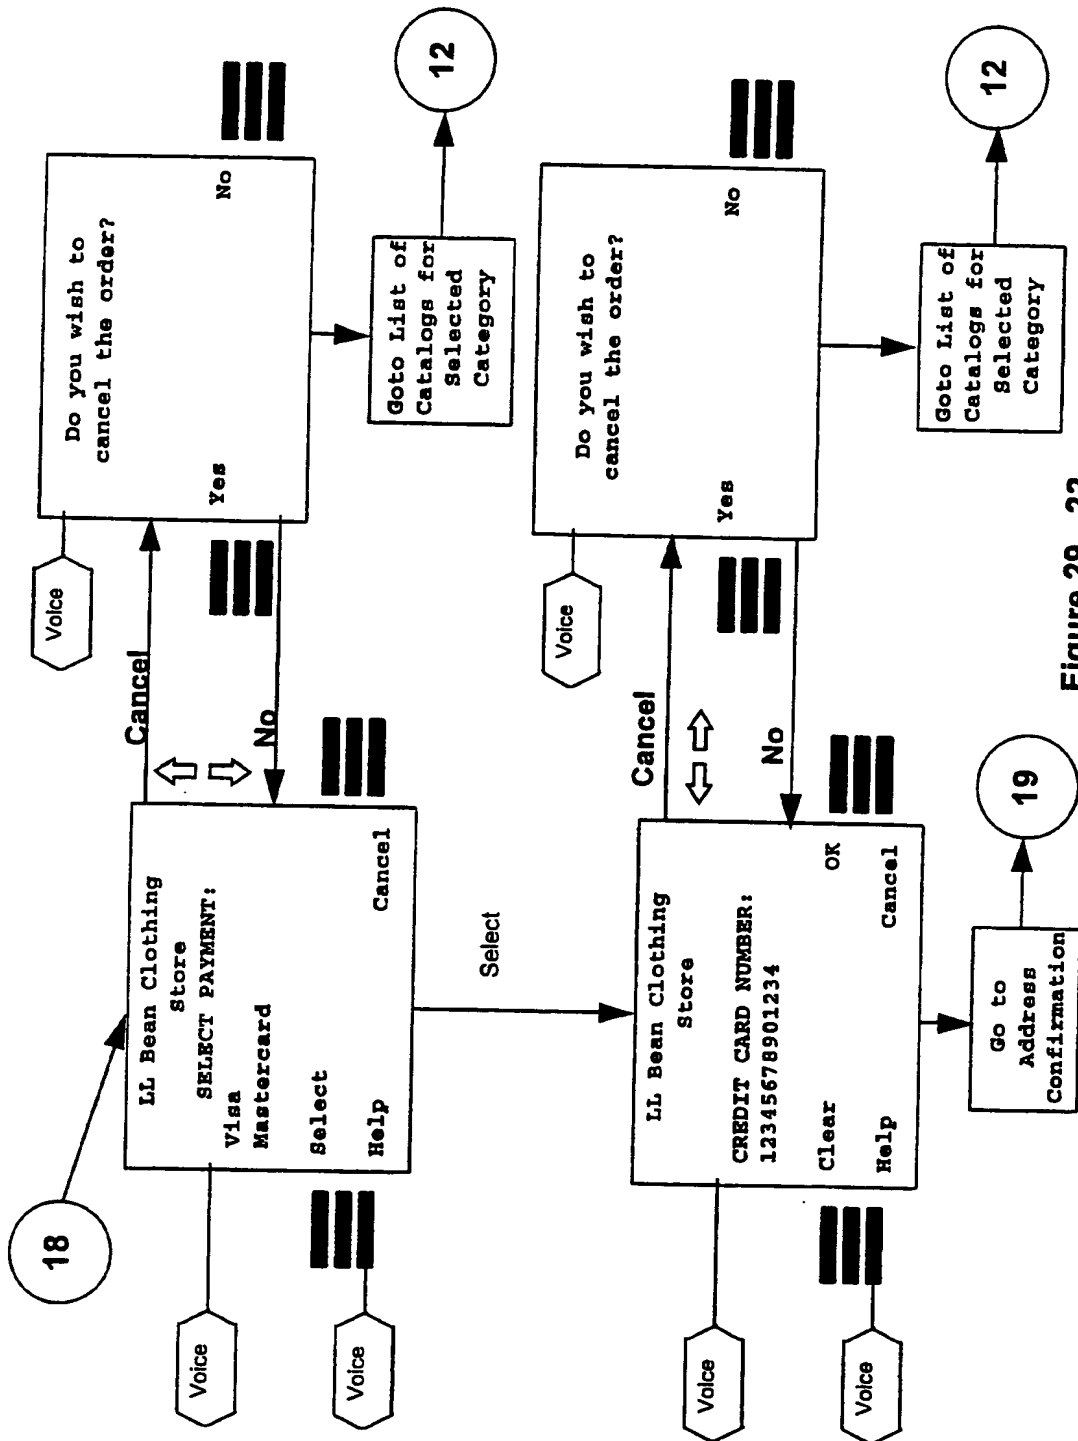 18
LL Bean Clothing
Store
SELECT PAYMENT:
Visa
Mastercard
Select
Help
Cancel
Voice
Voice
Cancel
No
Voice
Do you wish to
cancel the order?
Yes
No
Goto List of
Catalogs for
Selected
Category
12
Select
LL Bean Clothing
Store
CREDIT CARD NUMBER:
12345678901234
Clear
OK
Help
Cancel
Voice
Voice
Cancel
No
Voice
Do you wish to
cancel the order?
Yes
No
Goto List of
Catalogs for
Selected
Category
12
Go to
Address
Confirmation
19
Figure 29